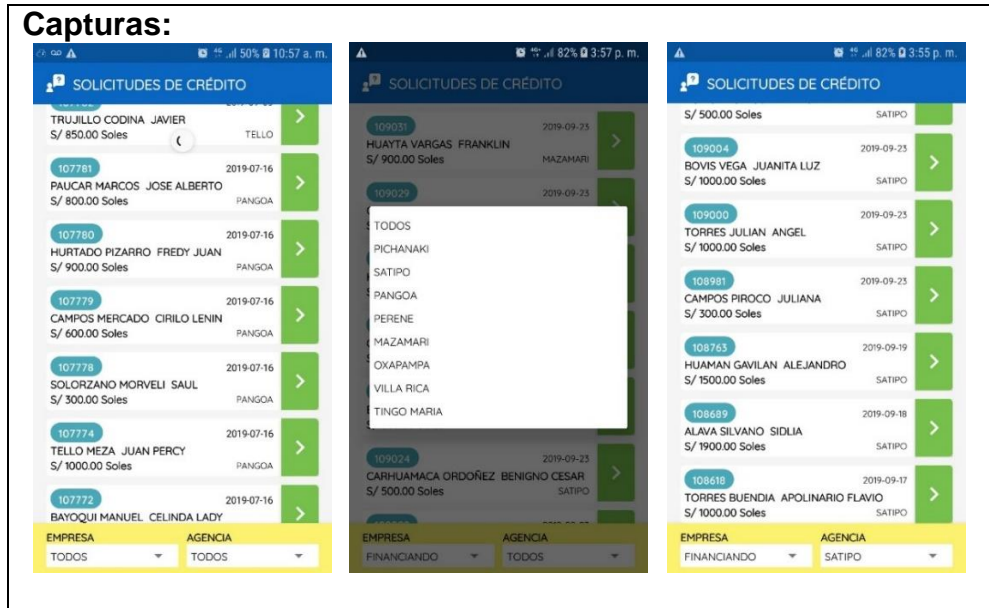 Capturas:
50% 10:57 a. m.
SOLICITUDES DE CRÉDITO
TRUJILLO CODINA JAVIER
S/ 850.00 Soles TELLO
107781 2019-07-16
PAUCAR MARCOS JOSE ALBERTO
S/ 800.00 Soles PANGOA
107780 2019-07-16
HURTADO PIZARRO FREDY JUAN
S/ 900.00 Soles PANGOA
107779 2019-07-16
CAMPOS MERCADO CIRILO LENIN
S/ 600.00 Soles PANGOA
107778 2019-07-16
SOLORZANO MORVELI SAUL
S/ 300.00 Soles PANGOA
107774 2019-07-16
TELLO MEZA JUAN PERCY
S/ 1000.00 Soles PANGOA
107772 2019-07-16
BAYOQUI MANUEL CELINDA LADY
EMPRESA AGENCIA
TODOS TODOS
82% 3:57 p. m.
SOLICITUDES DE CRÉDITO
109031 2019-09-23
HUAYTA VARGAS FRANKLIN
S/ 900.00 Soles MAZAMARI
109029 2019-09-23
TODOS
PICHANAKI
SATIPO
PANGOA
PERENE
MAZAMARI
OXAPAMPA
VILLA RICA
TINGO MARIA
109024 2019-09-23
CARHUAMACA ORDOÑEZ BENIGNO CESAR
S/ 500.00 Soles SATIPO
EMPRESA AGENCIA
FINANCIANDO TODOS
82% 3:55 p. m.
SOLICITUDES DE CRÉDITO
S/ 500.00 Soles SATIPO
109004 2019-09-23
BOVIS VEGA JUANITA LUZ
S/ 1000.00 Soles SATIPO
109000 2019-09-23
TORRES JULIAN ANGEL
S/ 1000.00 Soles SATIPO
108981 2019-09-23
CAMPOS PIROCO JULIANA
S/ 300.00 Soles SATIPO
108763 2019-09-19
HUAMAN GAVILAN ALEJANDRO
S/ 1500.00 Soles SATIPO
108689 2019-09-18
ALAVA SILVANO SIDLIA
S/ 1900.00 Soles SATIPO
108618 2019-09-17
TORRES BUENDIA APOLINARIO FLAVIO
S/ 1000.00 Soles SATIPO
EMPRESA AGENCIA
FINANCIANDO SATIPO